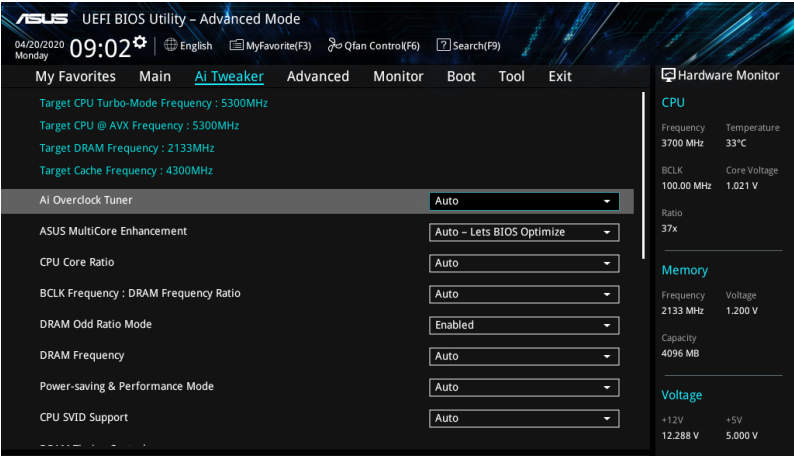 ASUS UEFI BIOS Utility – Advanced Mode
04/20/2020 Monday 09:02 English MyFavorite(F3) Qfan Control(F6) ? Search(F9)
My Favorites Main Ai Tweaker Advanced Monitor Boot Tool Exit
Target CPU Turbo-Mode Frequency : 5300MHz
Target CPU @ AVX Frequency : 5300MHz
Target DRAM Frequency : 2133MHz
Target Cache Frequency : 4300MHz
Ai Overclock Tuner Auto
ASUS MultiCore Enhancement Auto – Lets BIOS Optimize
CPU Core Ratio Auto
BCLK Frequency : DRAM Frequency Ratio Auto
DRAM Odd Ratio Mode Enabled
DRAM Frequency Auto
Power-saving & Performance Mode Auto
CPU SVID Support Auto
Hardware Monitor
CPU
Frequency Temperature
3700 MHz 33°C
BCLK Core Voltage
100.00 MHz 1.021 V
Ratio
37x
Memory
Frequency Voltage
2133 MHz 1.200 V
Capacity
4096 MB
Voltage
+12V +5V
12.288 V 5.000 V